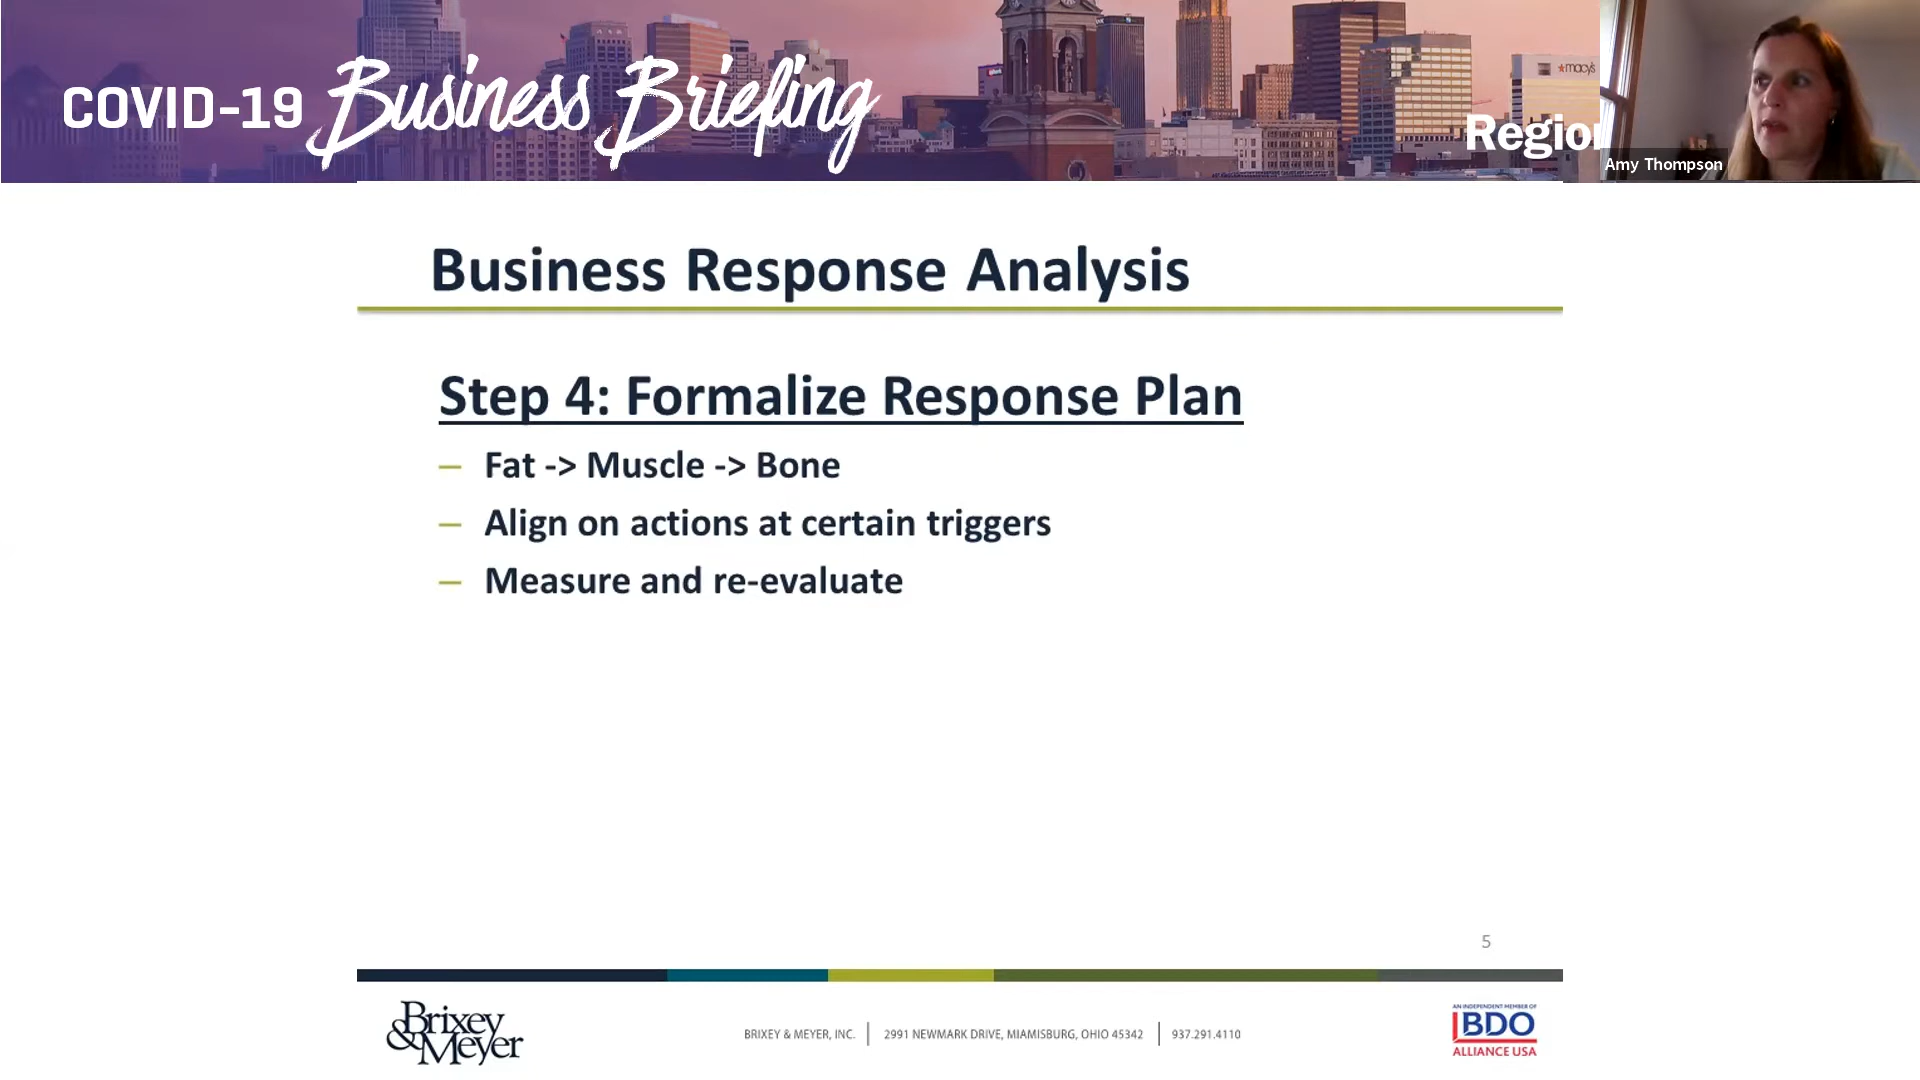 COVID-19 Business Briefing
macy's
Region
Amy Thompson
Business Response Analysis
Step 4: Formalize Response Plan
– Fat -> Muscle -> Bone
– Align on actions at certain triggers
– Measure and re-evaluate
5
Brixey
&Meyer
BRIXEY & MEYER, INC. | 2991 NEWMARK DRIVE, MIAMISBURG, OHIO 45342 | 937.291.4110
AN INDEPENDENT MEMBER OF
BDO
ALLIANCE USA